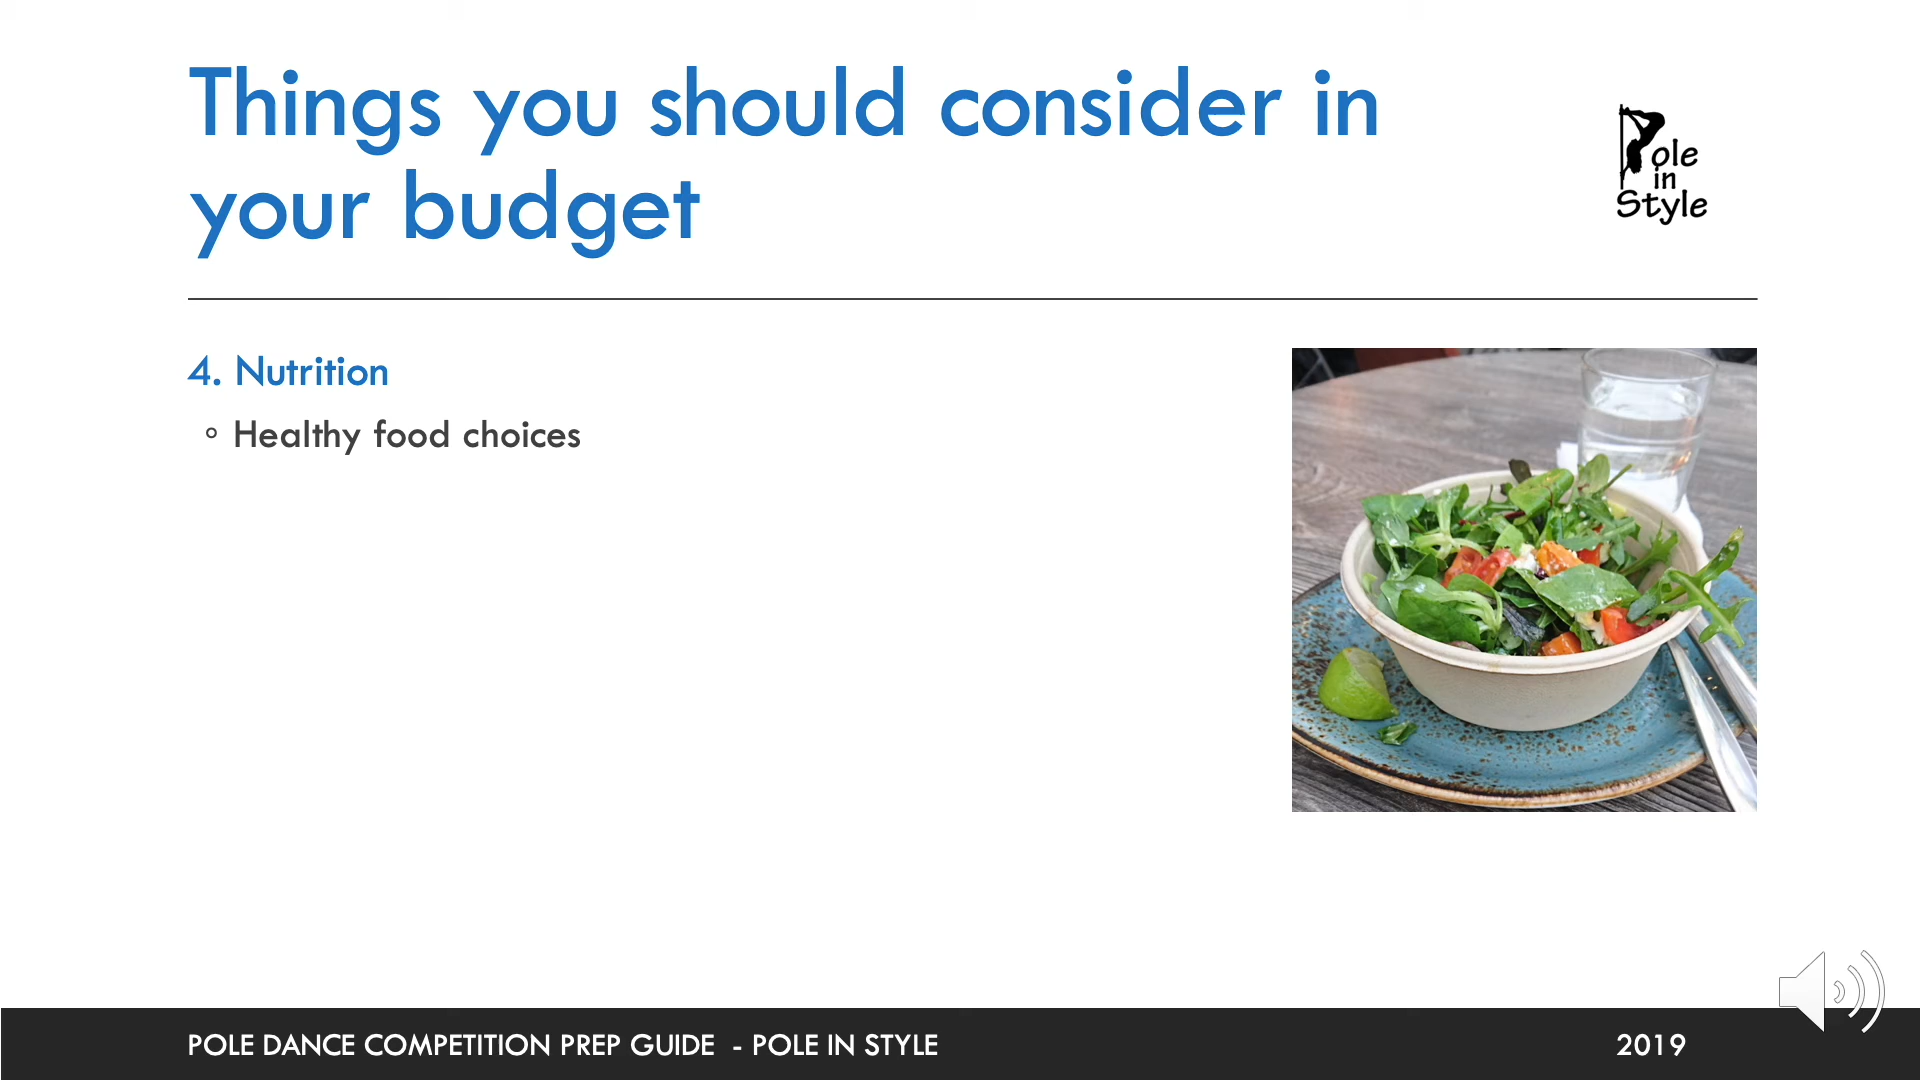 Things you should consider in
your budget
Pole
in
Style
4. Nutrition
° Healthy food choices
POLE DANCE COMPETITION PREP GUIDE - POLE IN STYLE
2019